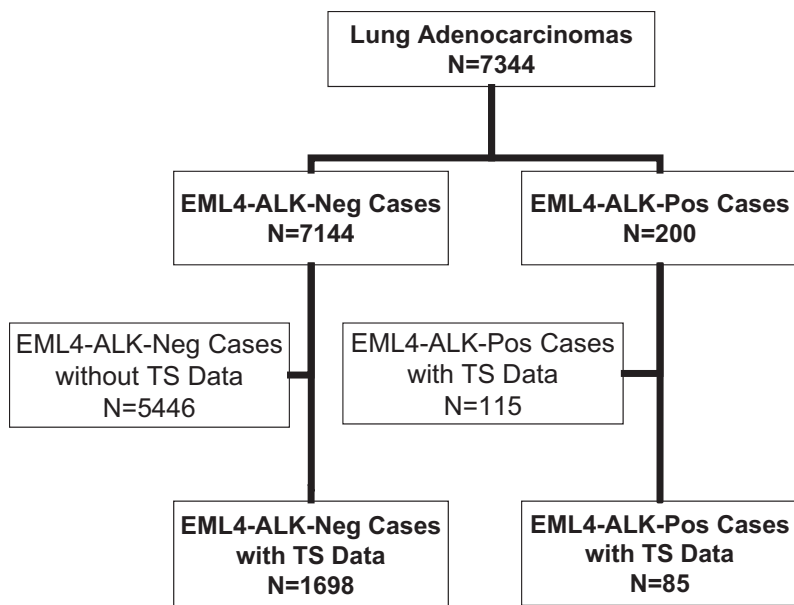 Lung Adenocarcinomas
N=7344
EML4-ALK-Neg Cases
N=7144
EML4-ALK-Pos Cases
N=200
EML4-ALK-Neg Cases
without TS Data
N=5446
EML4-ALK-Pos Cases
with TS Data
N=115
EML4-ALK-Neg Cases
with TS Data
N=1698
EML4-ALK-Pos Cases
with TS Data
N=85